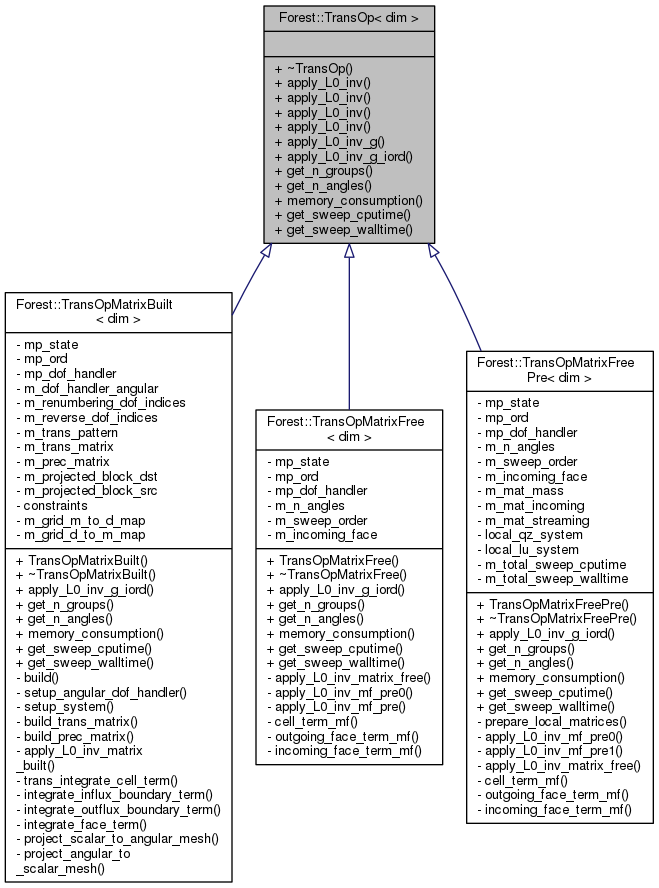 Forest::TransOp< dim >
+ ~TransOp()
+ apply_L0_inv()
+ apply_L0_inv()
+ apply_L0_inv()
+ apply_L0_inv()
+ apply_L0_inv_g()
+ apply_L0_inv_g_iord()
+ get_n_groups()
+ get_n_angles()
+ memory_consumption()
+ get_sweep_cputime()
+ get_sweep_walltime()
Forest::TransOpMatrixBuilt
< dim >
- mp_state
- mp_ord
- mp_dof_handler
- m_dof_handler_angular
- m_renumbering_dof_indices
- m_reverse_dof_indices
- m_trans_pattern
- m_trans_matrix
- m_prec_matrix
- m_projected_block_dst
- m_projected_block_src
- constraints
- m_grid_m_to_d_map
- m_grid_d_to_m_map
+ TransOpMatrixBuilt()
+ ~TransOpMatrixBuilt()
+ apply_L0_inv_g_iord()
+ get_n_groups()
+ get_n_angles()
+ memory_consumption()
+ get_sweep_cputime()
+ get_sweep_walltime()
- build()
- setup_angular_dof_handler()
- setup_system()
- build_trans_matrix()
- build_prec_matrix()
- apply_L0_inv_matrix
_built()
- trans_integrate_cell_term()
- integrate_influx_boundary_term()
- integrate_outflux_boundary_term()
- integrate_face_term()
- project_scalar_to_angular_mesh()
- project_angular_to
_scalar_mesh()
Forest::TransOpMatrixFree
< dim >
- mp_state
- mp_ord
- mp_dof_handler
- m_n_angles
- m_sweep_order
- m_incoming_face
+ TransOpMatrixFree()
+ ~TransOpMatrixFree()
+ apply_L0_inv_g_iord()
+ get_n_groups()
+ get_n_angles()
+ memory_consumption()
+ get_sweep_cputime()
+ get_sweep_walltime()
- apply_L0_inv_matrix_free()
- apply_L0_inv_mf_pre0()
- apply_L0_inv_mf_pre()
- cell_term_mf()
- outgoing_face_term_mf()
- incoming_face_term_mf()
Forest::TransOpMatrixFree
Pre< dim >
- mp_state
- mp_ord
- mp_dof_handler
- m_n_angles
- m_sweep_order
- m_incoming_face
- m_mat_mass
- m_mat_incoming
- m_mat_streaming
- local_qz_system
- local_lu_system
- m_total_sweep_cputime
- m_total_sweep_walltime
+ TransOpMatrixFreePre()
+ ~TransOpMatrixFreePre()
+ apply_L0_inv_g_iord()
+ get_n_groups()
+ get_n_angles()
+ memory_consumption()
+ get_sweep_cputime()
+ get_sweep_walltime()
- prepare_local_matrices()
- apply_L0_inv_mf_pre0()
- apply_L0_inv_mf_pre1()
- apply_L0_inv_matrix_free()
- cell_term_mf()
- outgoing_face_term_mf()
- incoming_face_term_mf()